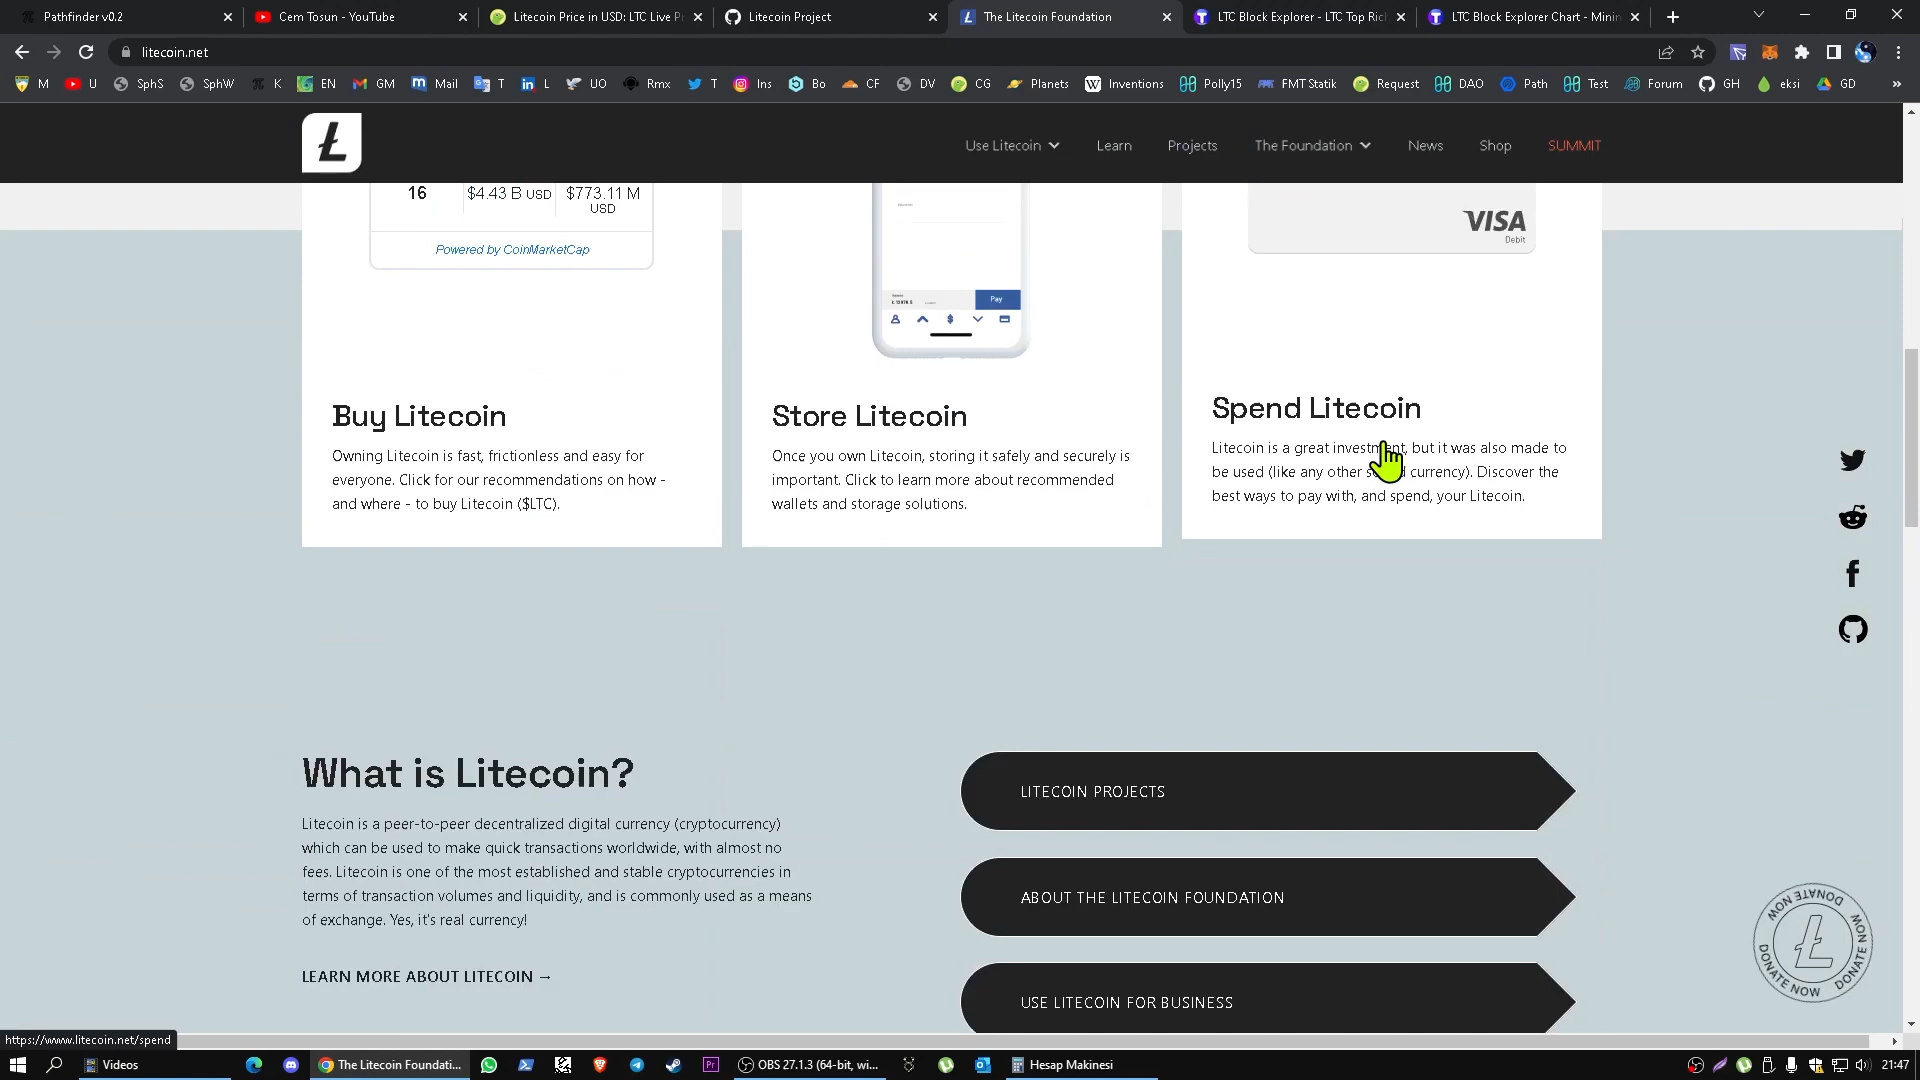 Pathfinder v0.2
Cem Tosun - YouTube
Litecoin Price in USD: LTC Live P
Litecoin Project
The Litecoin Foundation
LTC Block Explorer - LTC Top Ric
LTC Block Explorer Chart - Minin
litecoin.net
M U SphS SphW K EN GM Mail T L UO Rmx T Ins Bo CF DV CG Planets Inventions Polly15 FMT Statik Request DAO Path Test Forum GH eksi GD
Use Litecoin Learn Projects The Foundation News Shop SUMMIT
16 $4.43 B USD $773.11 M
USD
Powered by CoinMarketCap
Pay
VISA
Debit
Buy Litecoin
Owning Litecoin is fast, frictionless and easy for
everyone. Click for our recommendations on how -
and where - to buy Litecoin ($LTC).
Store Litecoin
Once you own Litecoin, storing it safely and securely is
important. Click to learn more about recommended
wallets and storage solutions.
Spend Litecoin
Litecoin is a great investment, but it was also made to
be used (like any other currency). Discover the
best ways to pay with, and spend, your Litecoin.
What is Litecoin?
Litecoin is a peer-to-peer decentralized digital currency (cryptocurrency)
which can be used to make quick transactions worldwide, with almost no
fees. Litecoin is one of the most established and stable cryptocurrencies in
terms of transaction volumes and liquidity, and is commonly used as a means
of exchange. Yes, it's real currency!
LEARN MORE ABOUT LITECOIN →
LITECOIN PROJECTS
ABOUT THE LITECOIN FOUNDATION
USE LITECOIN FOR BUSINESS
DONATE NOW DONATE NOW DONATE NOW
https://www.litecoin.net/spend
Videos
The Litecoin Foundati...
Pr
OBS 27.1.3 (64-bit, wi...
Hesap Makinesi
21:47